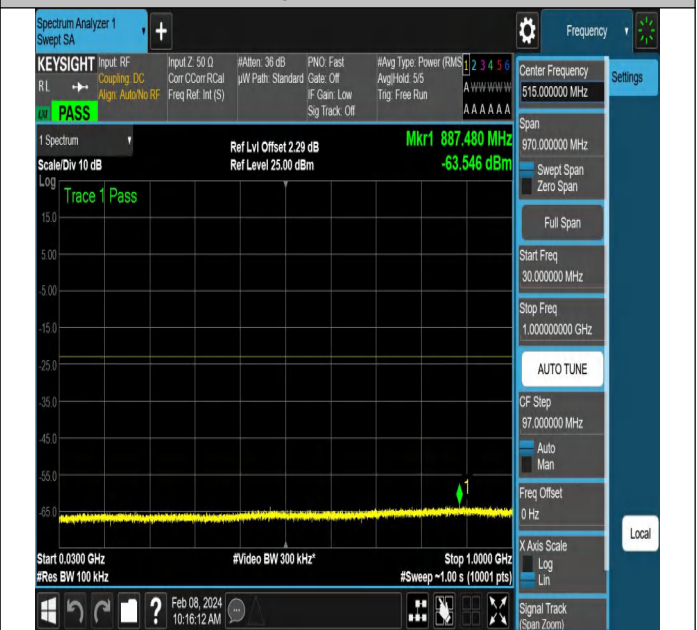 Spectrum Analyzer 1
Swept SA
Frequency
Settings
KEYSIGHT
RL
PASS
Input: RF
Coupling: DC
Align: Auto/No RF
Input Z: 50 Ω
Corr CCorr RCal
Freq Ref: Int (S)
#Atten: 36 dB
µW Path: Standard
PNO: Fast
Gate: Off
IF Gain: Low
Sig Track: Off
#Avg Type: Power (RMS
Avg|Hold: 5/5
Trig: Free Run
1 2 3 4 5 6
A W W W W W
A A A A A A
1 Spectrum
Scale/Div 10 dB
Log
Ref Lvl Offset 2.29 dB
Ref Level 25.00 dBm
Mkr1 887.480 MHz
-63.546 dBm
Trace 1 Pass
15.0
5.00
-5.00
-15.0
-25.0
-35.0
-45.0
-55.0
-65.0
1
Start 0.0300 GHz
#Res BW 100 kHz
#Video BW 300 kHz*
Stop 1.0000 GHz
#Sweep ~1.00 s (10001 pts)
Feb 08, 2024
10:16:12 AM
Center Frequency
515.000000 MHz
Span
970.000000 MHz
Swept Span
Zero Span
Full Span
Start Freq
30.000000 MHz
Stop Freq
1.000000000 GHz
AUTO TUNE
CF Step
97.000000 MHz
Auto
Man
Freq Offset
0 Hz
X Axis Scale
Log
Lin
Signal Track
(Span Zoom)
Local